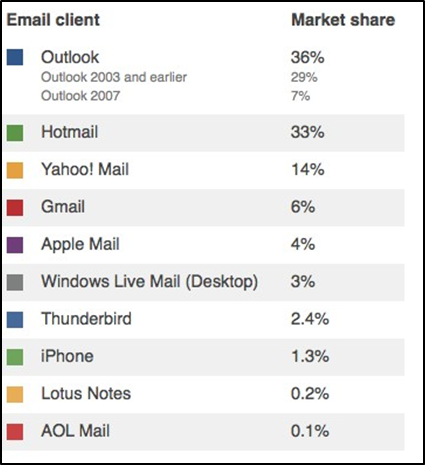 Email client Market share
Outlook 36%
Outlook 2003 and earlier 29%
Outlook 2007 7%
Hotmail 33%
Yahoo! Mail 14%
Gmail 6%
Apple Mail 4%
Windows Live Mail (Desktop) 3%
Thunderbird 2.4%
iPhone 1.3%
Lotus Notes 0.2%
AOL Mail 0.1%